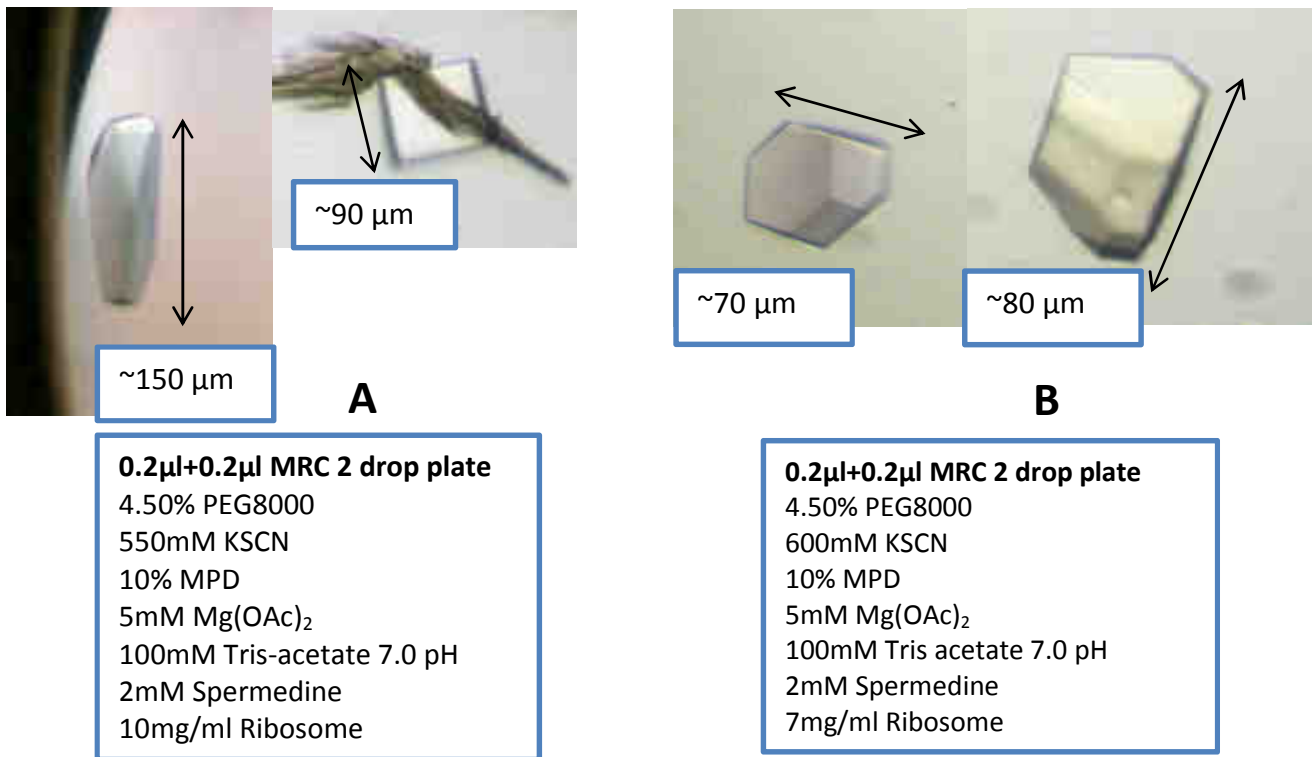 ~150 µm
~90 µm
A
0.2µl+0.2µl MRC 2 drop plate
4.50% PEG8000
550mM KSCN
10% MPD
5mM Mg(OAc)₂
100mM Tris-acetate 7.0 pH
2mM Spermedine
10mg/ml Ribosome
~70 µm
~80 µm
B
0.2µl+0.2µl MRC 2 drop plate
4.50% PEG8000
600mM KSCN
10% MPD
5mM Mg(OAc)₂
100mM Tris acetate 7.0 pH
2mM Spermedine
7mg/ml Ribosome